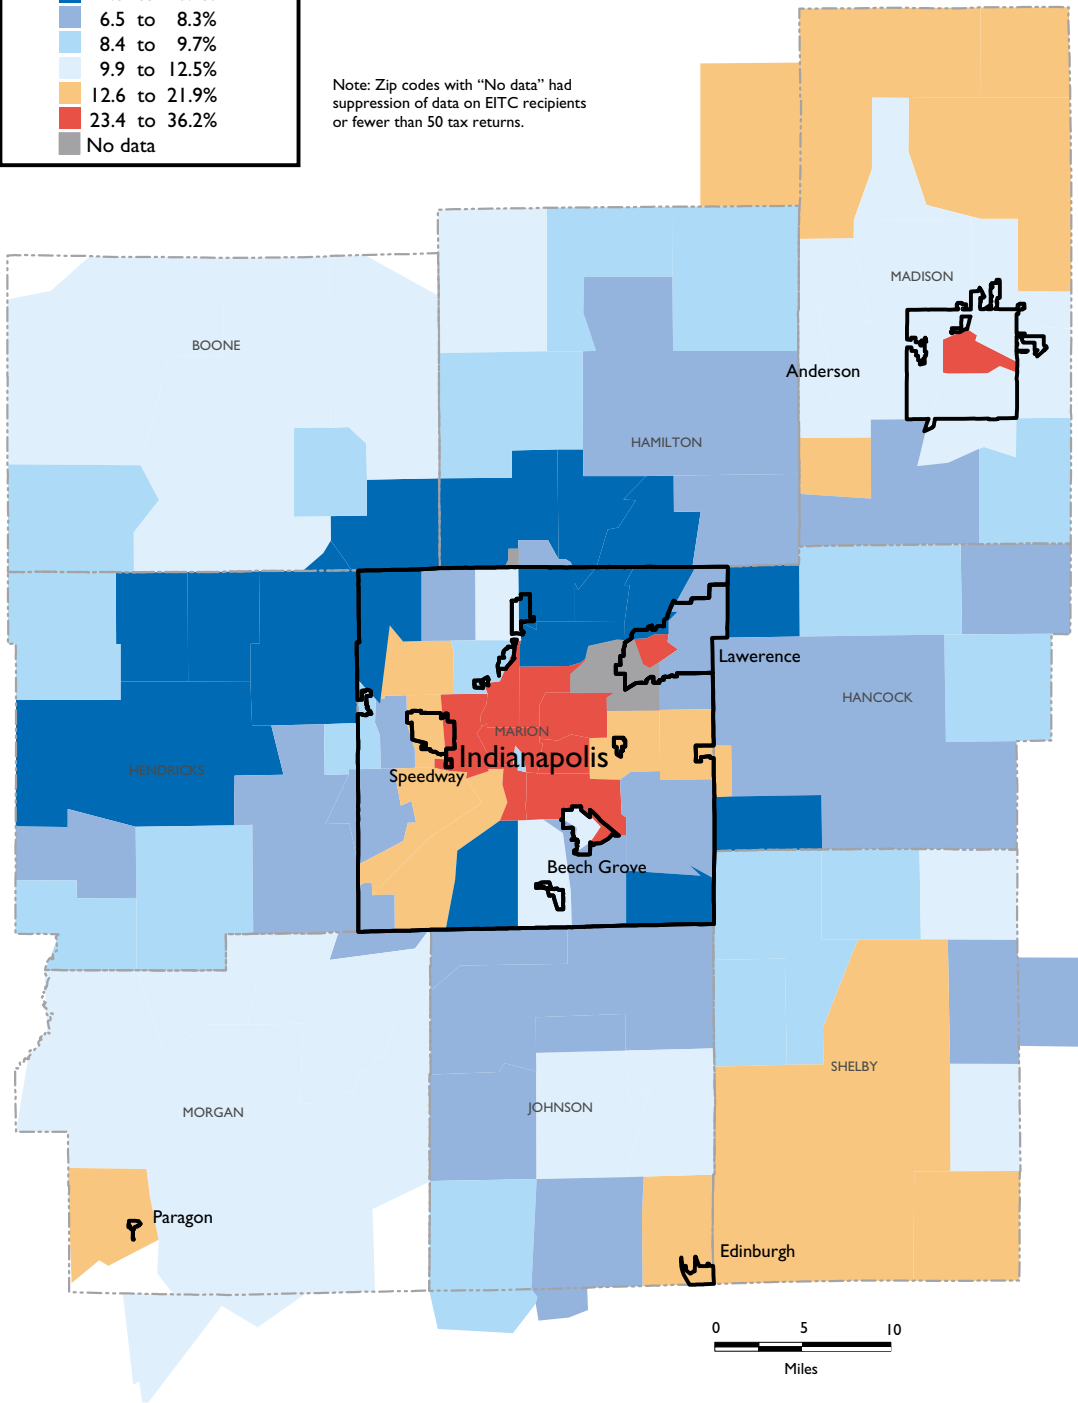 6.5 to 8.3%
8.4 to 9.7%
9.9 to 12.5%
12.6 to 21.9%
23.4 to 36.2%
No data
Note: Zip codes with “No data” had
suppression of data on EITC recipients
or fewer than 50 tax returns.
MADISON
BOONE
Anderson
HAMILTON
Lawerence
HANCOCK
MARION
Indianapolis
HENDRICKS
Speedway
Beech Grove
SHELBY
MORGAN
JOHNSON
Paragon
Edinburgh
0 5 10
Miles